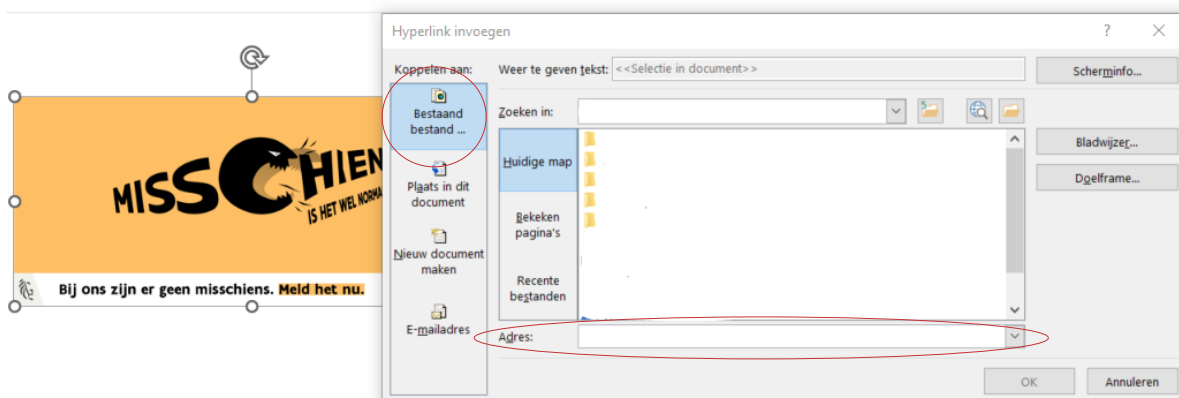 Hyperlink invoegen
?
Koppelen aan:
Weer te geven tekst:
<<Selectie in document>>
Scherminfo...
Bestaand
bestand ...
Zoeken in:
Bladwijzer...
Huidige map
Doelframe...
Plaats in dit
document
Bekeken
pagina's
Nieuw document
maken
Recente
bestanden
E-mailadres
Adres:
OK
Annuleren
MISSCHIEN
IS HET WEL
Bij ons zijn er geen misschiens. Meld het nu.